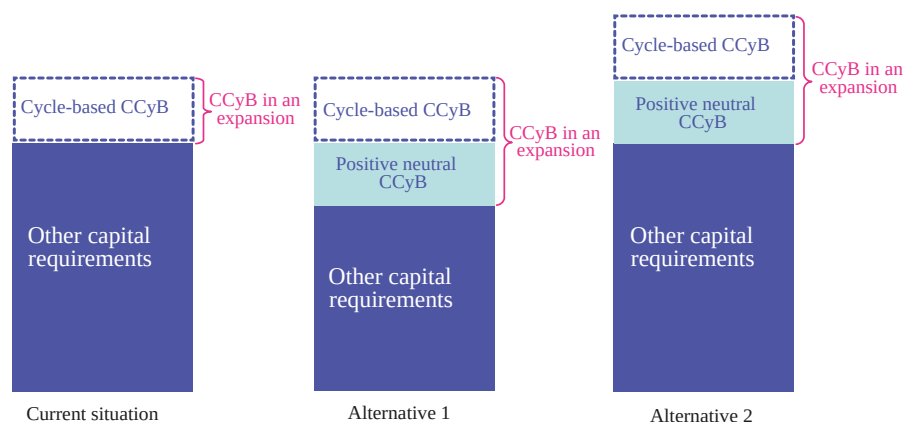 Cycle-based CCyB
CCyB in an
expansion
Other capital
requirements
Current situation
Cycle-based CCyB
CCyB in an
expansion
Positive neutral
CCyB
Other capital
requirements
Alternative 1
Cycle-based CCyB
CCyB in an
expansion
Positive neutral
CCyB
Other capital
requirements
Alternative 2